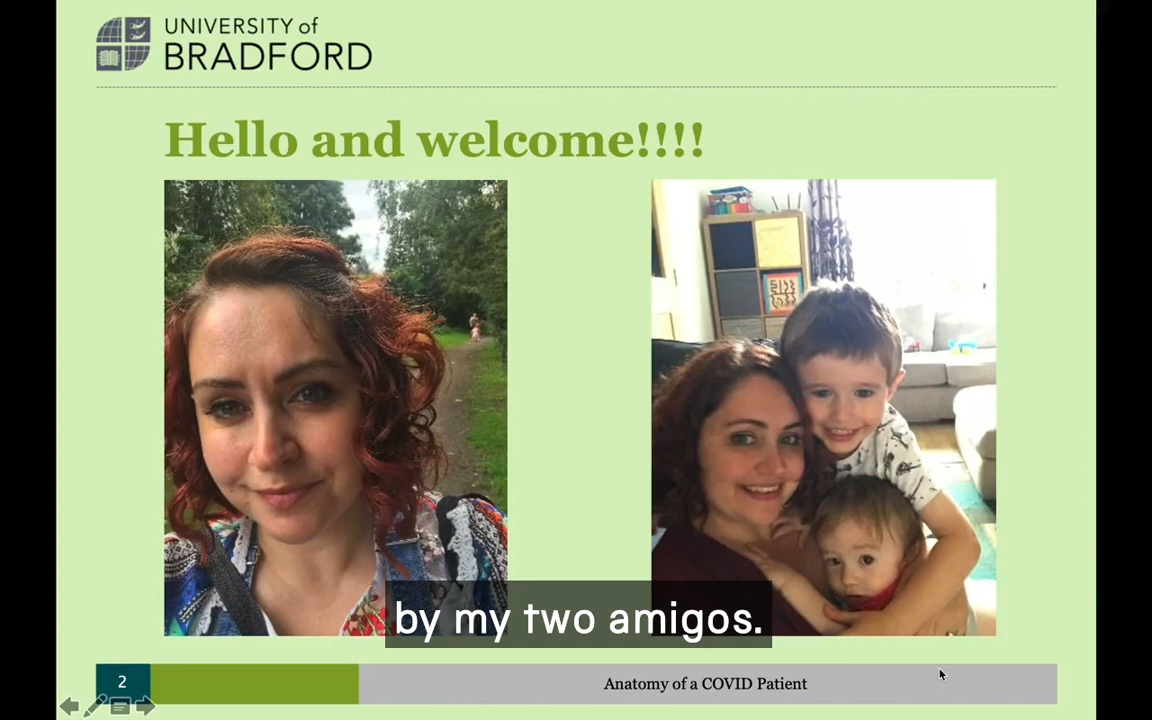 UNIVERSITY of
BRADFORD
Hello and welcome!!!!
by my two amigos.
2
Anatomy of a COVID Patient